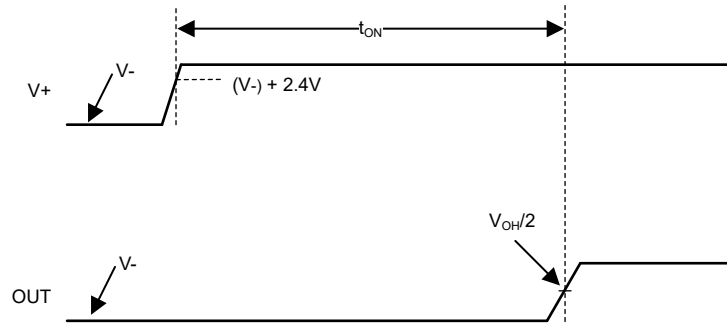 tON
V-
V+
(V-) + 2.4V
VOH/2
V-
OUT